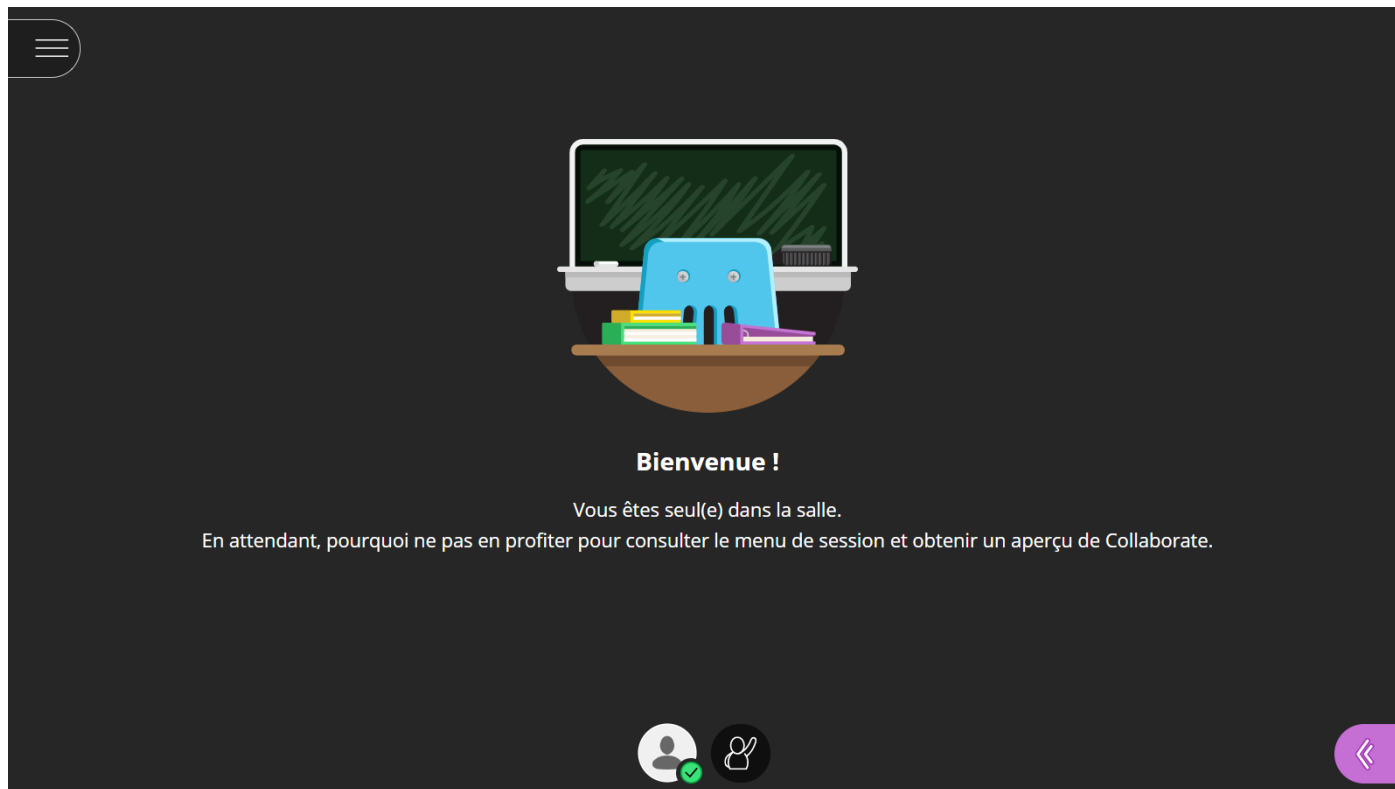 Bienvenue !
Vous êtes seul(e) dans la salle.
En attendant, pourquoi ne pas en profiter pour consulter le menu de session et obtenir un aperçu de Collaborate.